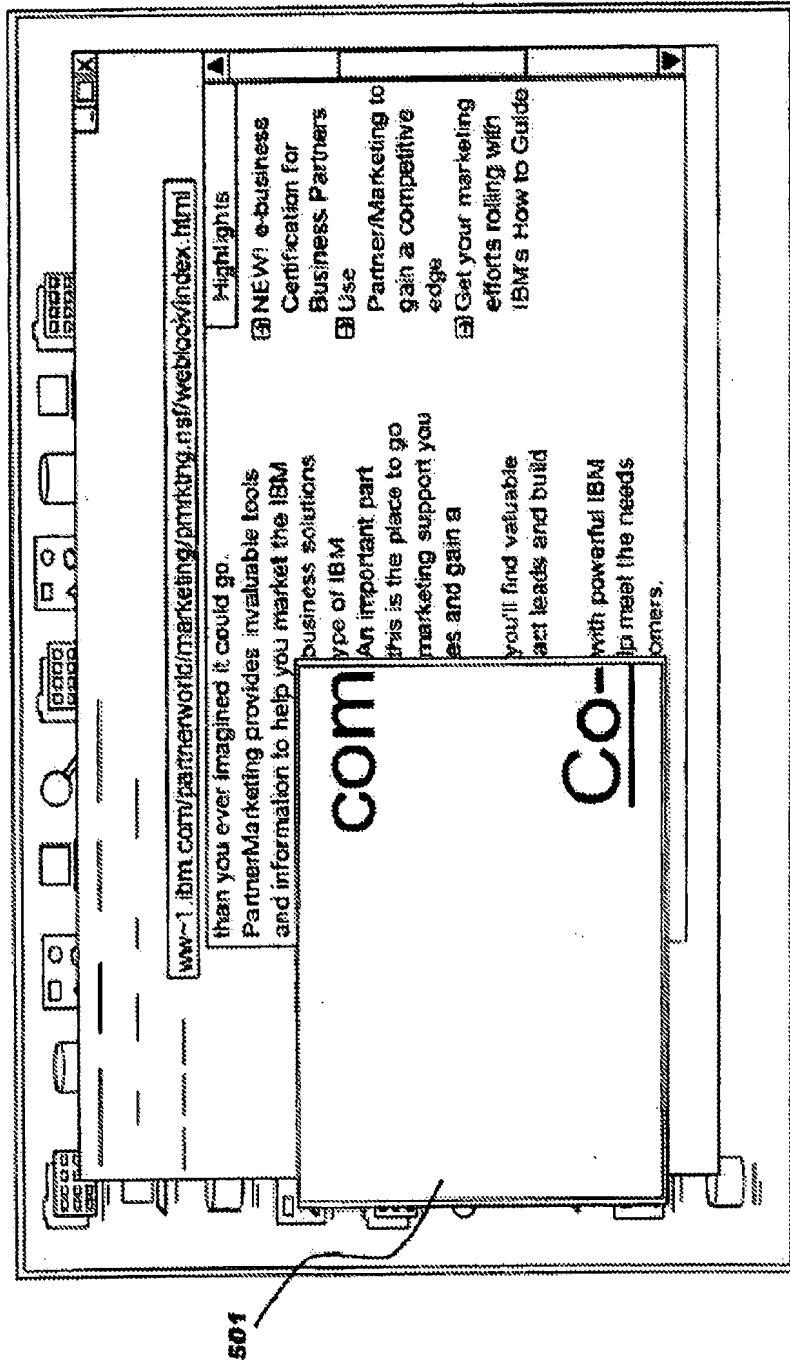 ww~1.ibm.com/partnerworld/marketing/pmrktng.nsf/weblook/index.html
than you ever imagined it could go.
PartnerMarketing provides invaluable tools
and information to help you market the IBM
business solutions
ype of IBM
An important part
this is the place to go
marketing support you
es and gain a
you'll find valuable
act leads and build
with powerful IBM
lp meet the needs
omers.
Highlights
NEW! e-business
Certification for
Business Partners
Use
Partner/Marketing to
gain a competitive
edge
Get your marketing
efforts rolling with
IBM's How to Guide
com
Co-
501